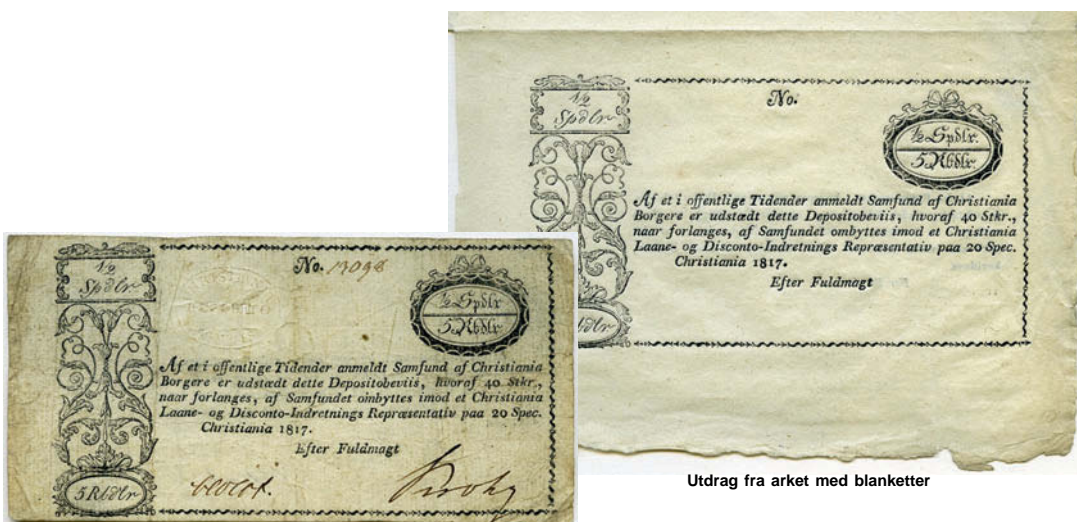 No.
1/2
Spdlr
1/2 Spdlr.
5 Rbdlr.
Af et i offentlige Tidender anmeldt Samfund af Christiania
Borgere er udstædt dette Depositobeviis, hvoraf 40 Stkr.,
naar forlanges, af Samfundet ombyttes imod et Christiania
Laane- og Disconto-Indretnings Repræsentativ paa 20 Spec.
Christiania 1817.
Efter Fuldmagt
Utdrag fra arket med blanketter
No. 13098
1/2
Spdlr
1/2 Spdlr
5 Rbdlr.
Af et i offentlige Tidender anmeldt Samfund af Christiania
Borgere er udstædt dette Depositobeviis, hvoraf 40 Stkr.,
naar forlanges, af Samfundet ombyttes imod et Christiania
Laane- og Disconto-Indretnings Repræsentativ paa 20 Spec.
Christiania 1817.
Efter Fuldmagt
5 Rbdlr